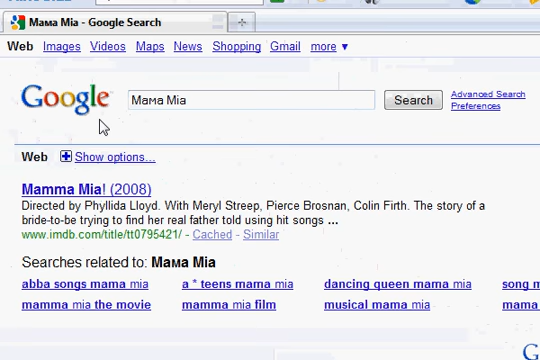 Мама Mia - Google Search
Web Images Videos Maps News Shopping Gmail more ▼
Google Мама Mia Search Advanced Search
Preferences
Web Show options...
Mamma Mia! (2008)
Directed by Phyllida Lloyd. With Meryl Streep, Pierce Brosnan, Colin Firth. The story of a
bride-to-be trying to find her real father told using hit songs ...
www.imdb.com/title/tt0795421/ - Cached - Similar
Searches related to: Мама Mia
abba songs mama mia a * teens mama mia dancing queen mama mia song m
mamma mia the movie mamma mia film musical mama mia mama